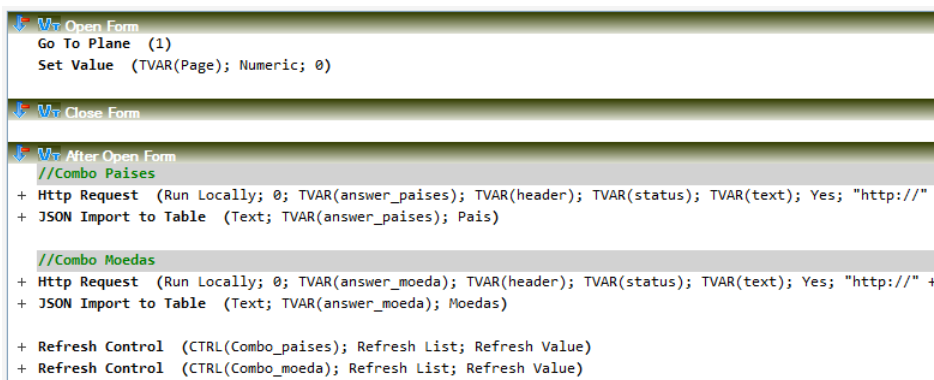 Open Form
Go To Plane (1)
Set Value (TVAR(Page); Numeric; 0)
Close Form
After Open Form
//Combo Paises
+ Http Request (Run Locally; 0; TVAR(answer_paises); TVAR(header); TVAR(status); TVAR(text); Yes; "http://"
+ JSON Import to Table (Text; TVAR(answer_paises); Pais)
//Combo Moedas
+ Http Request (Run Locally; 0; TVAR(answer_moeda); TVAR(header); TVAR(status); TVAR(text); Yes; "http://" +
+ JSON Import to Table (Text; TVAR(answer_moeda); Moedas)
+ Refresh Control (CTRL(Combo_paises); Refresh List; Refresh Value)
+ Refresh Control (CTRL(Combo_moeda); Refresh List; Refresh Value)